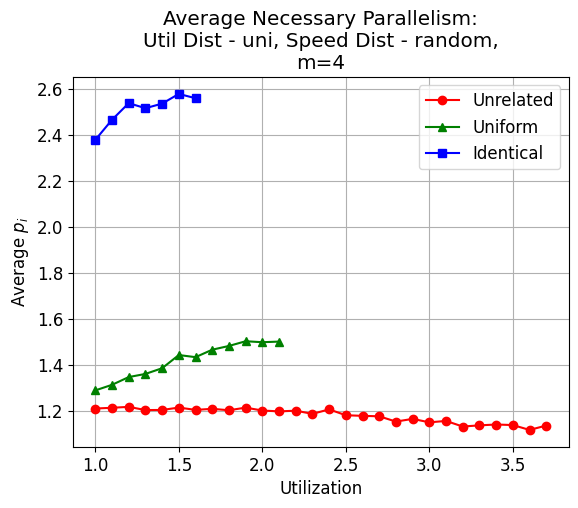 Average Necessary Parallelism:
Util Dist - uni, Speed Dist - random,
m=4
Unrelated
Uniform
Identical
Average $p_i$
2.6
2.4
2.2
2.0
1.8
1.6
1.4
1.2
1.0 1.5 2.0 2.5 3.0 3.5
Utilization